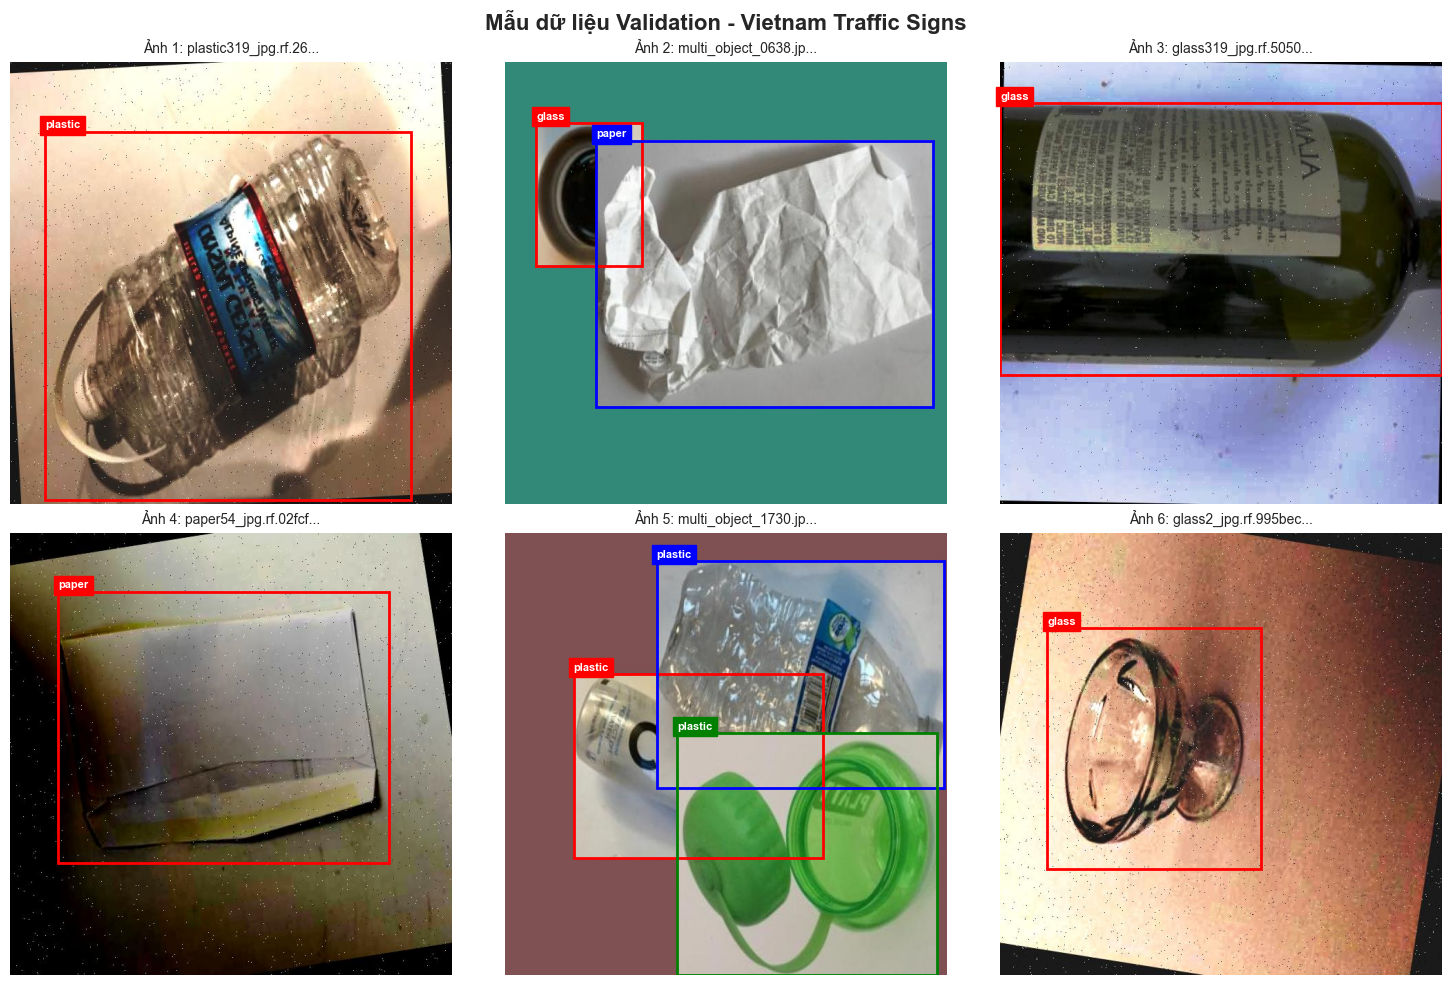 Mẫu dữ liệu Validation - Vietnam Traffic Signs
Ảnh 1: plastic319_jpg.rf.26...
Ảnh 2: multi_object_0638.jp...
Ảnh 3: glass319_jpg.rf.5050...
plastic
glass
paper
glass
Ảnh 4: paper54_jpg.rf.02fcf...
Ảnh 5: multi_object_1730.jp...
Ảnh 6: glass2_jpg.rf.995bec...
paper
plastic
plastic
plastic
glass